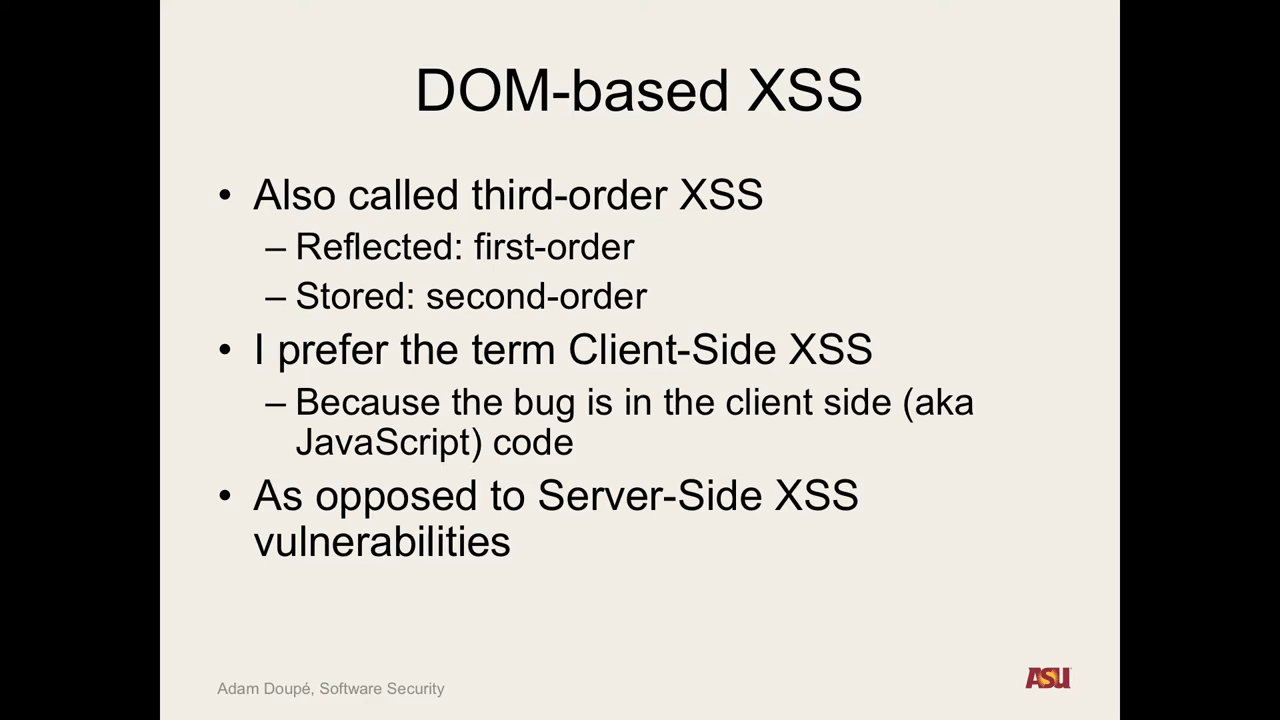 DOM-based XSS
• Also called third-order XSS
– Reflected: first-order
– Stored: second-order
• I prefer the term Client-Side XSS
– Because the bug is in the client side (aka
JavaScript) code
• As opposed to Server-Side XSS
vulnerabilities
Adam Doupé, Software Security
ASU